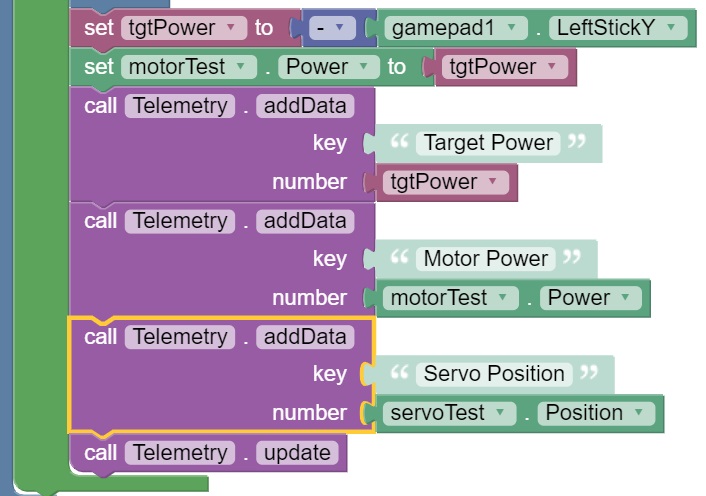 set tgtPower to - gamepad1 . LeftStickY
set motorTest . Power to tgtPower
call Telemetry . addData
key “ Target Power ”
number tgtPower
call Telemetry . addData
key “ Motor Power ”
number motorTest . Power
call Telemetry . addData
key “ Servo Position ”
number servoTest . Position
call Telemetry . update